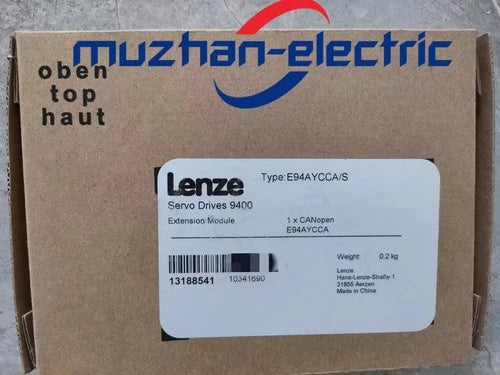 muzhan-electric
oben
top
haut
Lenze
Type:E94AYCCA/S
Servo Drives 9400
Extension Module
1 x CANopen
E94AYCCA
Weight: 0.2 kg
13188541 10341690
Lenze
Hans-Lenze-Straße 1
31855 Aerzen
Made in China